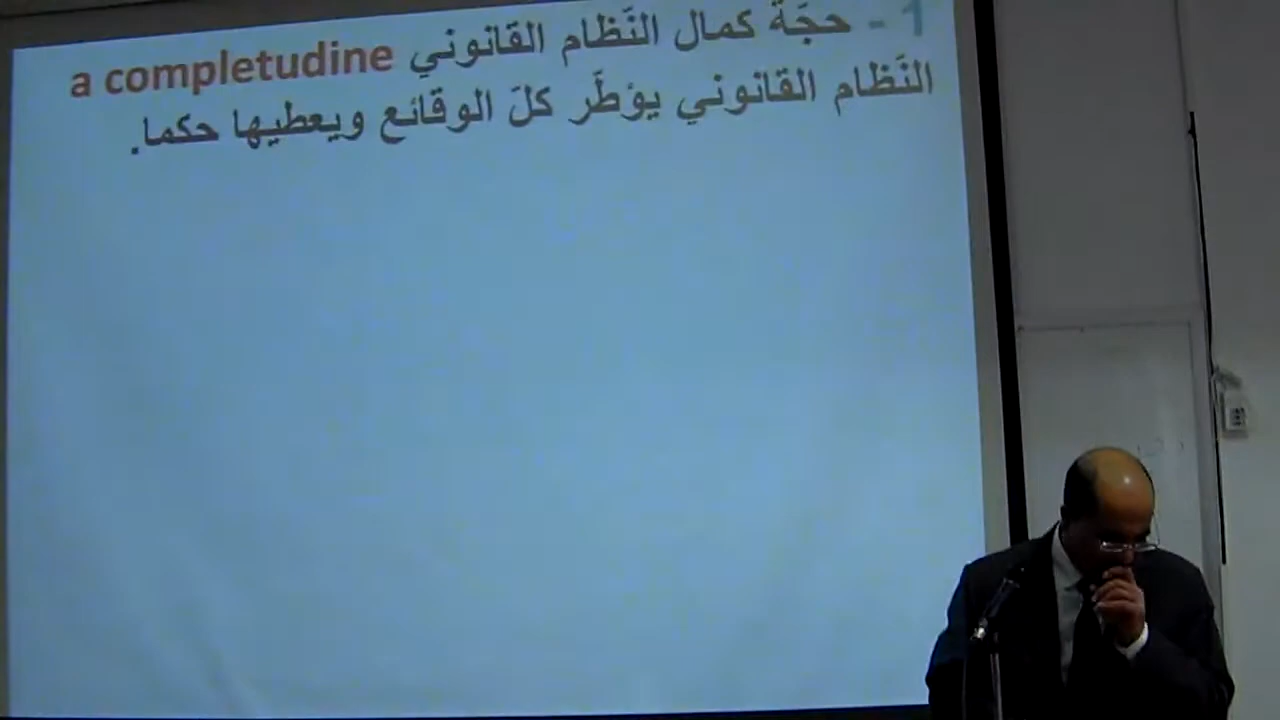 1 - حجّة كمال النّظام القانوني a completudine
النّظام القانوني يؤطّر كلّ الوقائع ويعطيها حكما.